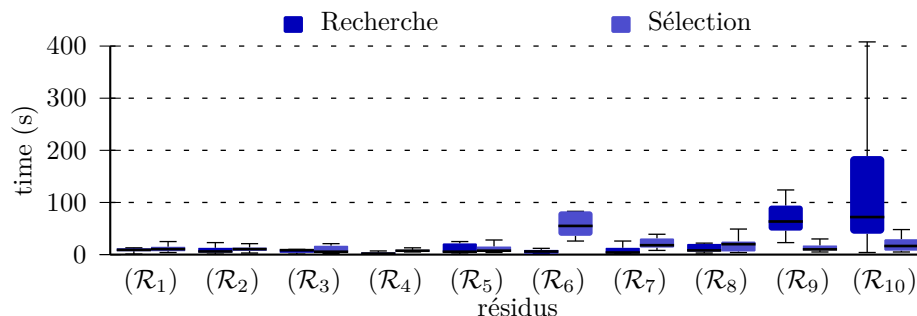 Recherche Sélection
400
300
200
100
0
time (s)
(R₁) (R₂) (R₃) (R₄) (R₅) (R₆) (R₇) (R₈) (R₉) (R₁₀)
résidus